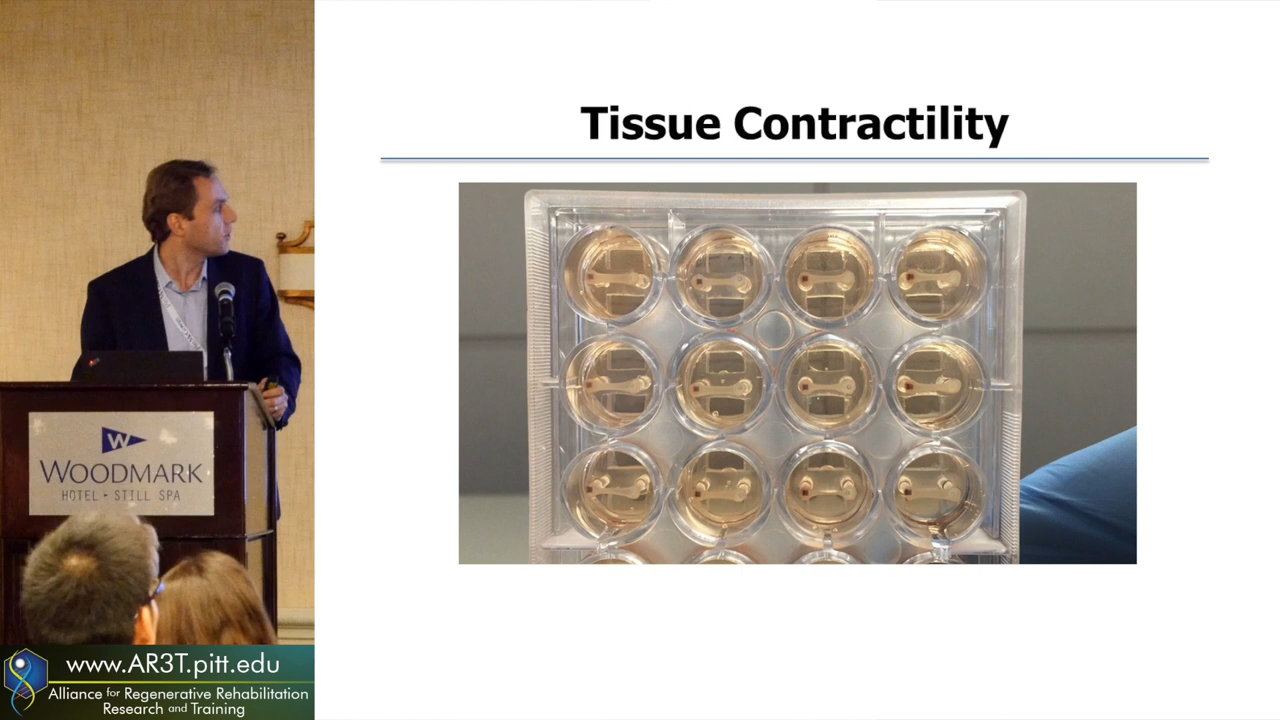 Tissue Contractility
W
WOODMARK
HOTEL • STILL SPA
www.AR3T.pitt.edu
Alliance for Regenerative Rehabilitation
Research and Training